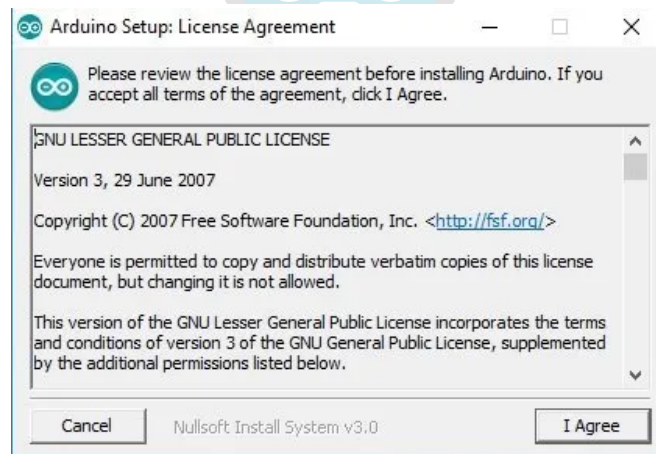 Arduino Setup: License Agreement
Please review the license agreement before installing Arduino. If you
accept all terms of the agreement, click I Agree.
GNU LESSER GENERAL PUBLIC LICENSE
Version 3, 29 June 2007
Copyright (C) 2007 Free Software Foundation, Inc. <http://fsf.org/>
Everyone is permitted to copy and distribute verbatim copies of this license
document, but changing it is not allowed.
This version of the GNU Lesser General Public License incorporates the terms
and conditions of version 3 of the GNU General Public License, supplemented
by the additional permissions listed below.
Cancel
Nullsoft Install System v3.0
I Agree